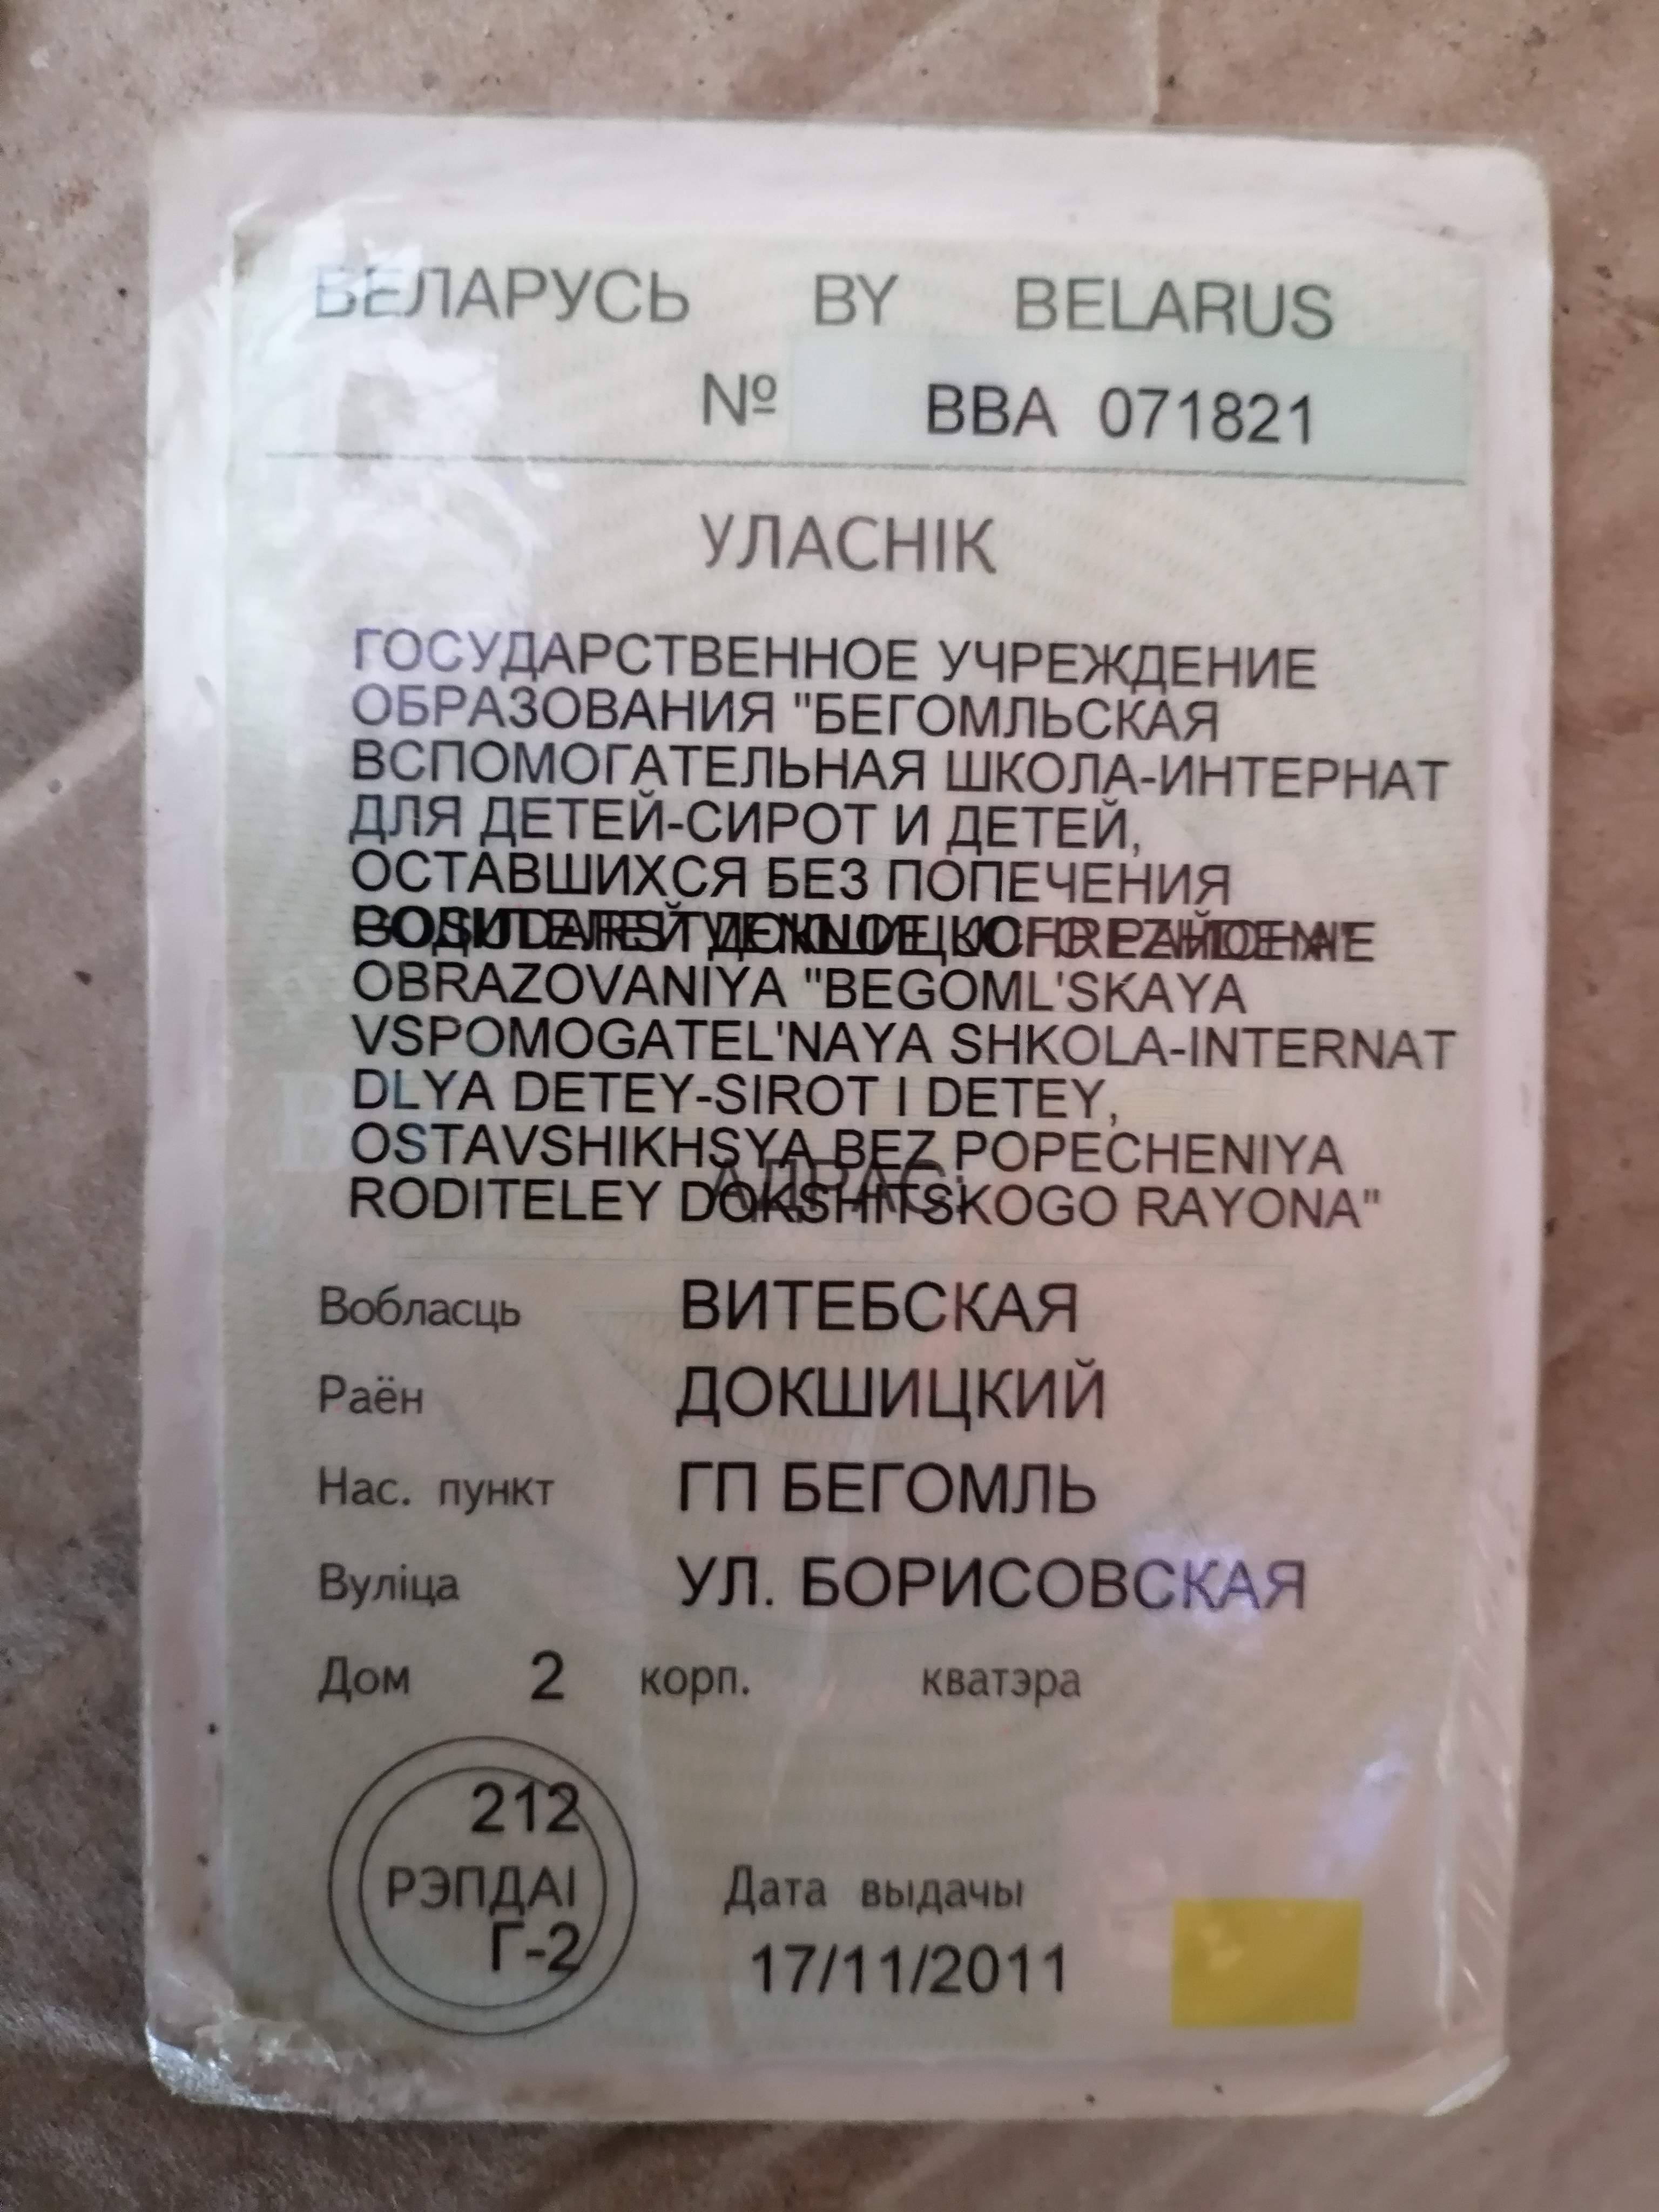 БЕЛАРУСЬ BY BELARUS
№ BBA 071821
УЛАСНІК
ГОСУДАРСТВЕННОЕ УЧРЕЖДЕНИЕ
ОБРАЗОВАНИЯ "БЕГОМЛЬСКАЯ
ВСПОМОГАТЕЛЬНАЯ ШКОЛА-ИНТЕРНАТ
ДЛЯ ДЕТЕЙ-СИРОТ И ДЕТЕЙ,
ОСТАВШИХСЯ БЕЗ ПОПЕЧЕНИЯ
OBRAZOVANIYA "BEGOML'SKAYA
VSPOMOGATEL'NAYA SHKOLA-INTERNAT
DLYA DETEY-SIROT I DETEY,
OSTAVSHIKHSYA BEZ POPECHENIYA
АДРАС:
RODITELEY DOKSHITSKOGO RAYONA"
Вобласць ВИТЕБСКАЯ
Раён ДОКШИЦКИЙ
Нас. пункт ГП БЕГОМЛЬ
Вуліца УЛ. БОРИСОВСКАЯ
Дом 2 корп. кватэра
212
РЭПДАІ
Г-2
Дата выдачы
17/11/2011